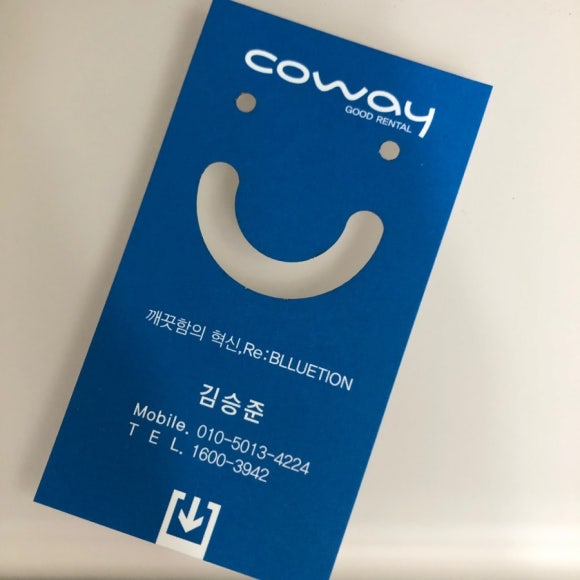 coway
GOOD RENTAL
깨끗함의 혁신,Re:BLLUETION
김승준
Mobile. 010-5013-4224
T E L. 1600-3942